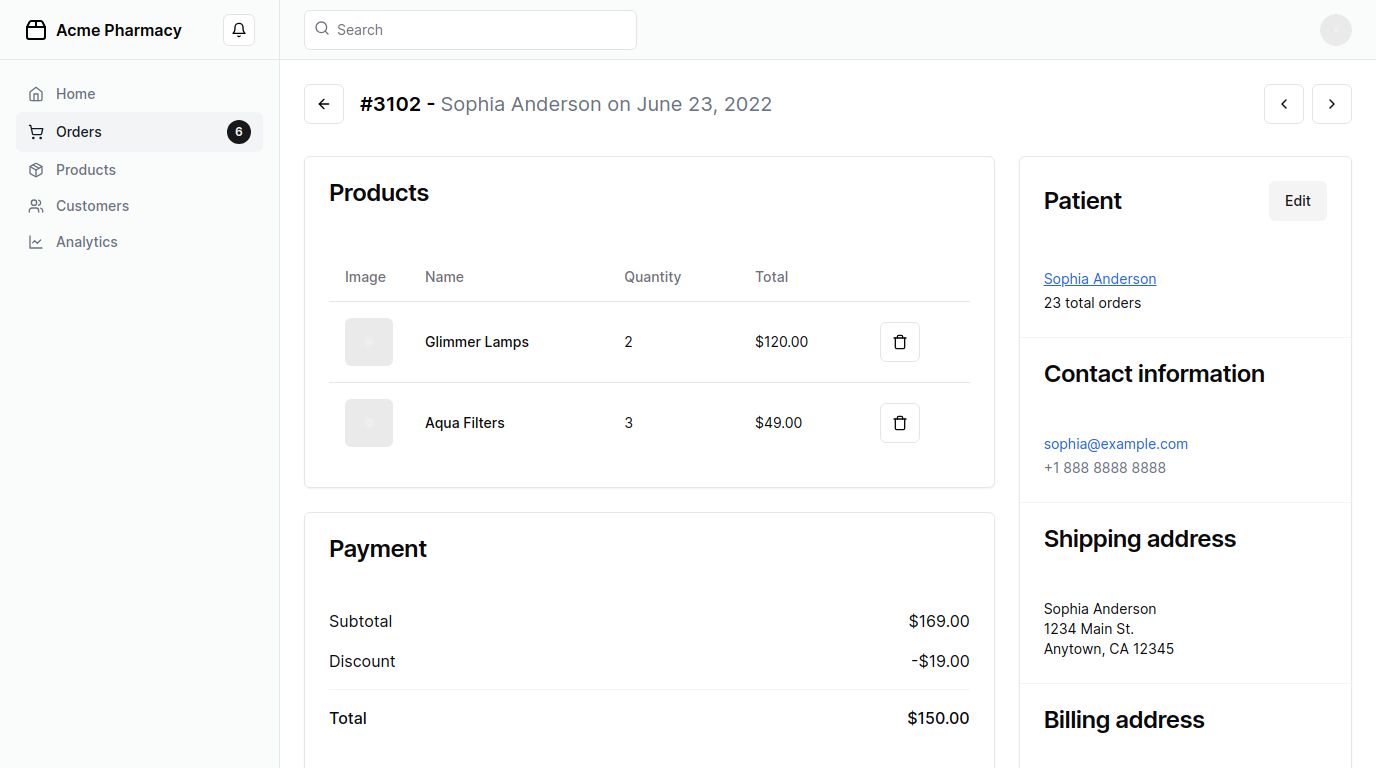 Acme Pharmacy
Search
Home
Orders 6
Products
Customers
Analytics
#3102 - Sophia Anderson on June 23, 2022
Products
Image Name Quantity Total
Glimmer Lamps 2 $120.00
Aqua Filters 3 $49.00
Payment
Subtotal $169.00
Discount -$19.00
Total $150.00
Patient Edit
Sophia Anderson
23 total orders
Contact information
sophia@example.com
+1 888 8888 8888
Shipping address
Sophia Anderson
1234 Main St.
Anytown, CA 12345
Billing address